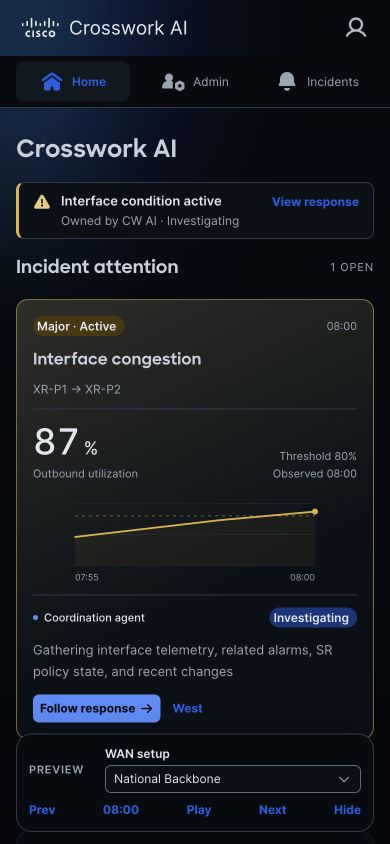 CISCO
Crosswork AI
Home
Admin
Incidents
Crosswork AI
Interface condition active
View response
Owned by CW AI · Investigating
Incident attention
1 OPEN
Major · Active
08:00
Interface congestion
XR-P1 → XR-P2
87 %
Threshold 80%
Outbound utilization
Observed 08:00
07:55
08:00
Coordination agent
Investigating
Gathering interface telemetry, related alarms, SR
policy state, and recent changes
Follow response →
West
WAN setup
PREVIEW
National Backbone
Prev
08:00
Play
Next
Hide